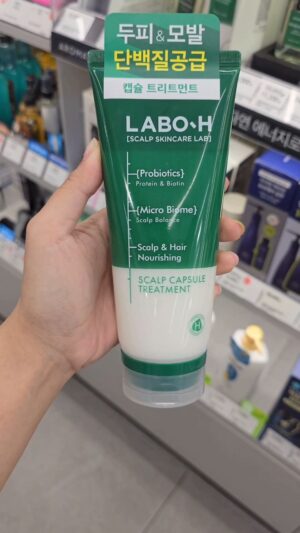 두피&모발
단백질공급
캡슐 트리트먼트
LABO-H
[SCALP SKINCARE LAB]
{Probiotics}
Protein & Biotin
{Micro Biome}
Scalp Balance
Scalp & Hair
Nourishing
SCALP CAPSULE
TREATMENT
H